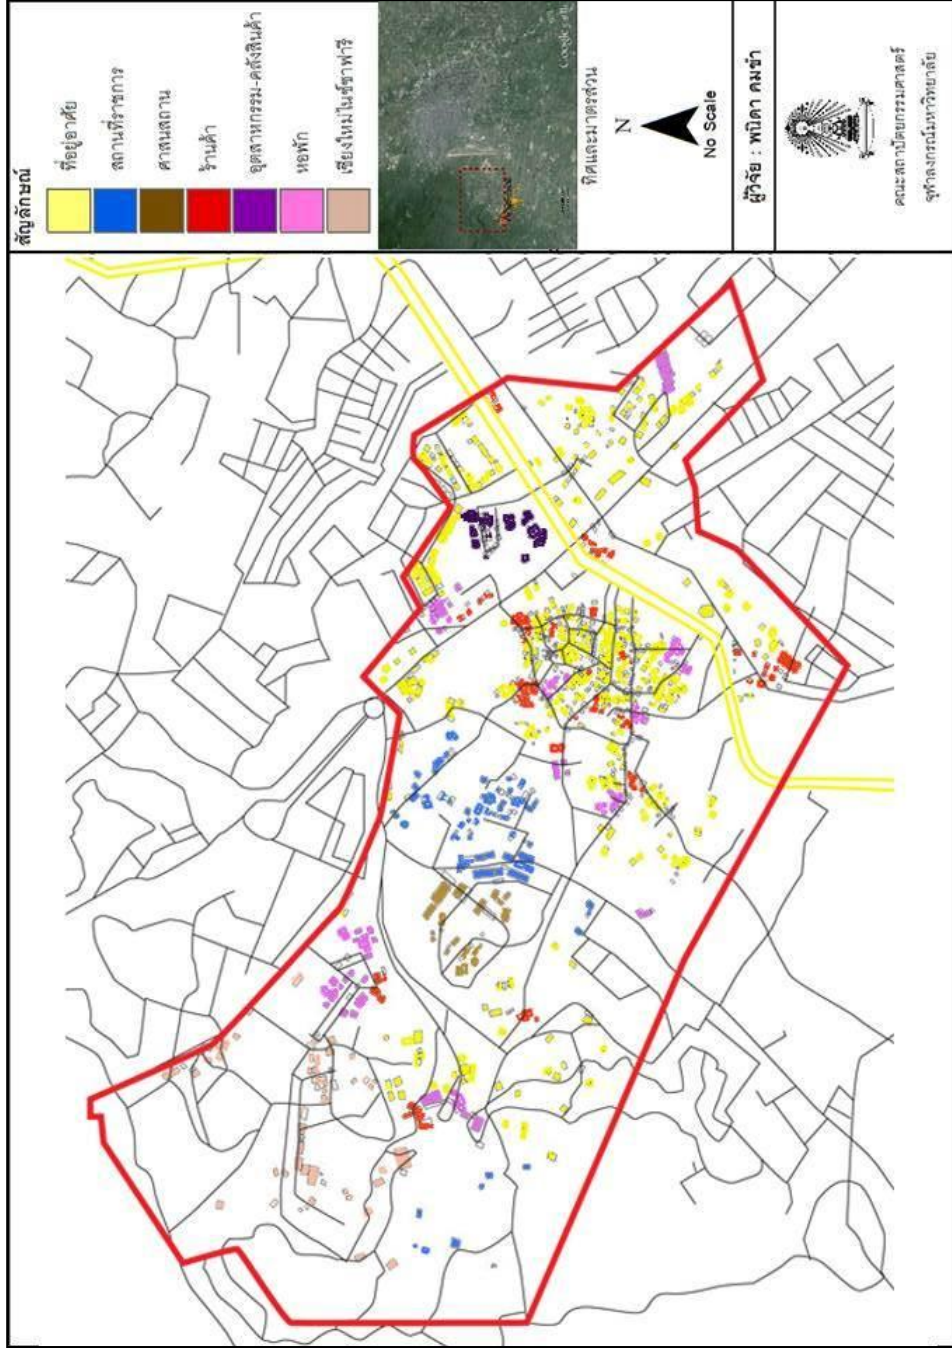 สัญลักษณ์
ที่อยู่อาศัย
สถานที่ราชการ
ศาสนสถาน
ร้านค้า
อุตสาหกรรม-คลังสินค้า
หอพัก
เชียงใหม่ไนซ์ซาฟารี
Google earth
ทิศและมาตรส่วน
N
No Scale
ผู้วิจัย : พนิดา คมขำ
คณะสถาปัตยกรรมศาสตร์
จุฬาลงกรณ์มหาวิทยาลัย